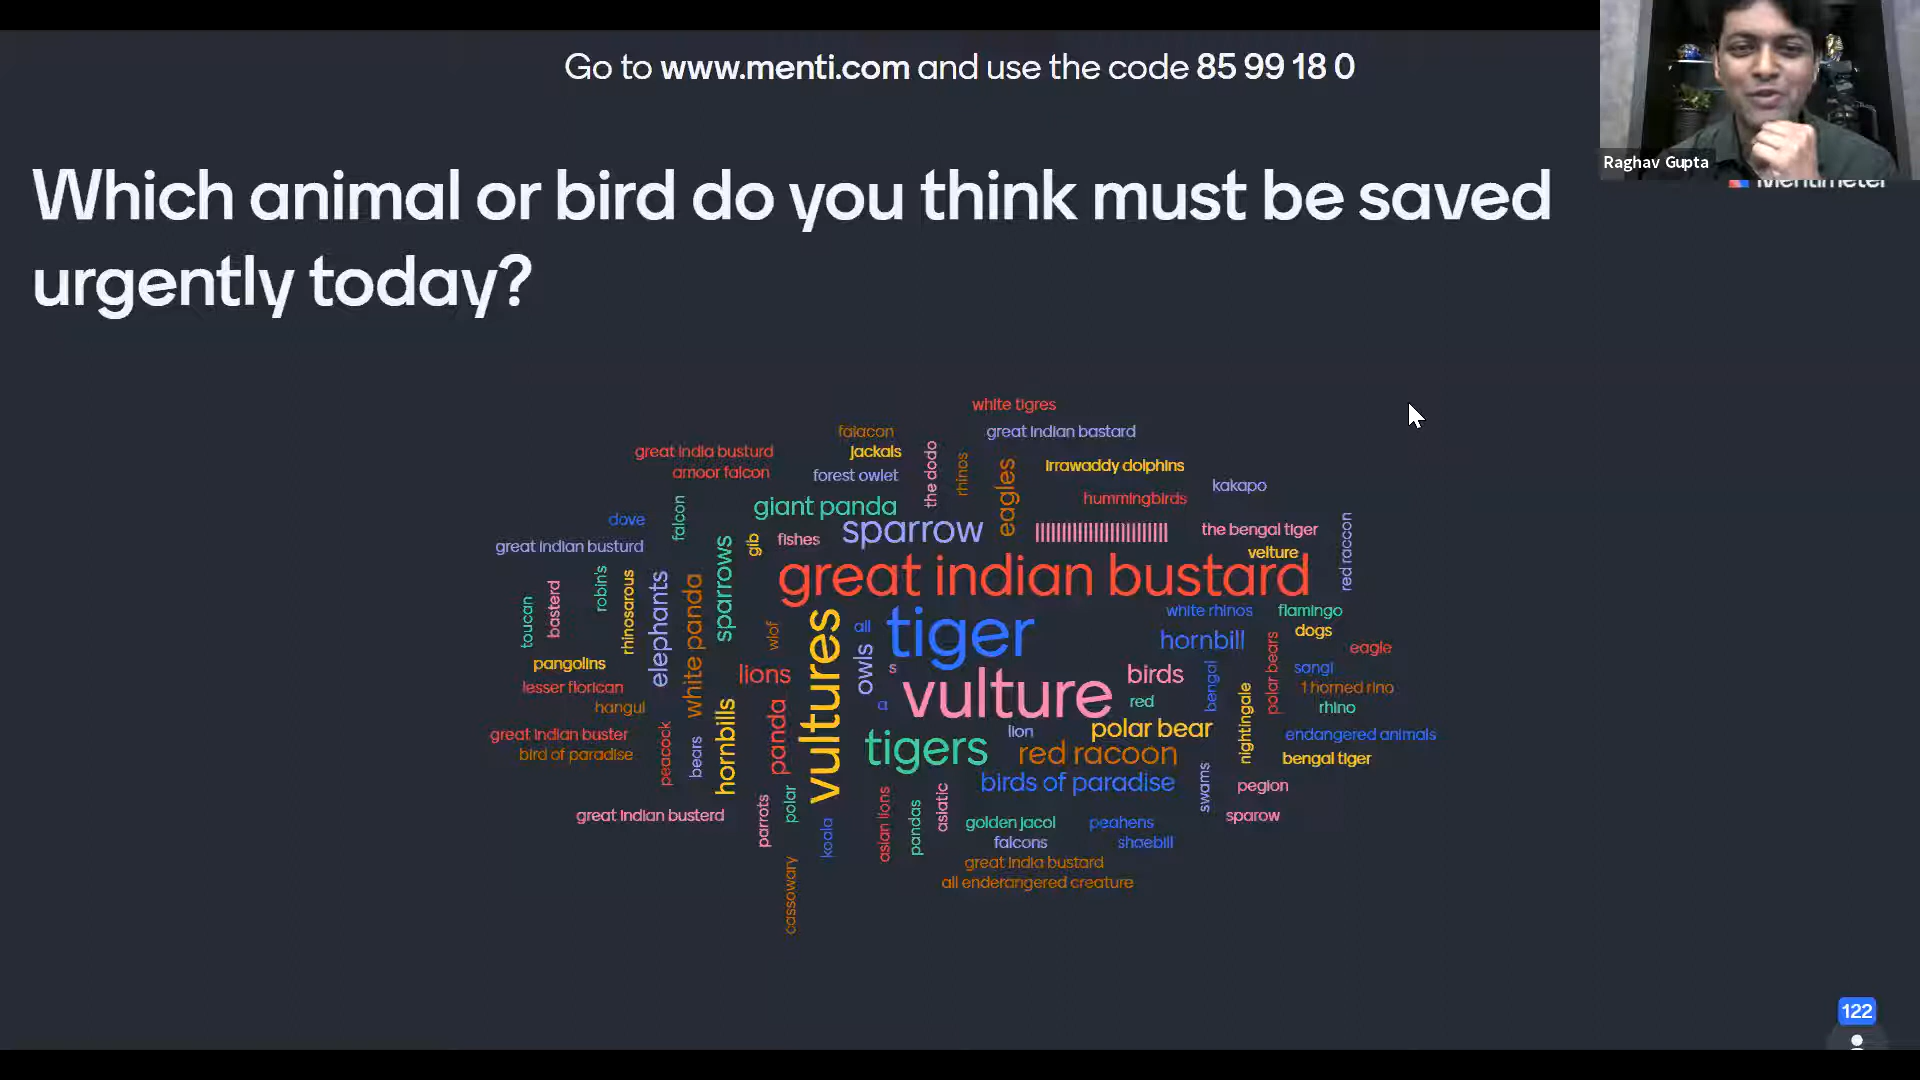 Go to www.menti.com and use the code 85 99 18 0
Raghav Gupta
Mentimeter
Which animal or bird do you think must be saved
urgently today?
white tigres
falacon
great indian bastard
great india busturd
jackals
amoor falcon
forest owlet
the dodo
rhinos
eagles
irrawaddy dolphins
kakapo
hummingbirds
giant panda
falcon
dove
sparrow
llllllllllllllllllllllll
the bengal tiger
red raccon
great indian busturd
sparrows
gib
fishes
velture
great indian bustard
toucan
basterd
robin's
rhinosarous
elephants
white panda
wlof
vultures
all
tiger
white rhinos
flamingo
hornbill
dogs
polar bears
eagle
owls
pangolins
lions
s
vulture
birds
bengal
sangl
lesser florican
hangul
hornbills
panda
a
red
nightingale
1 horned rino
rhino
great indian buster
bird of paradise
peacock
bears
tigers
lion
polar bear
red racoon
endangered animals
bengal tiger
birds of paradise
swams
pegion
great indian busterd
parrots
polar
koala
asian lions
pandas
asiatic
golden jacol
peahens
sparow
falcons
shoebill
great india bustard
cassowary
all enderangered creature
122